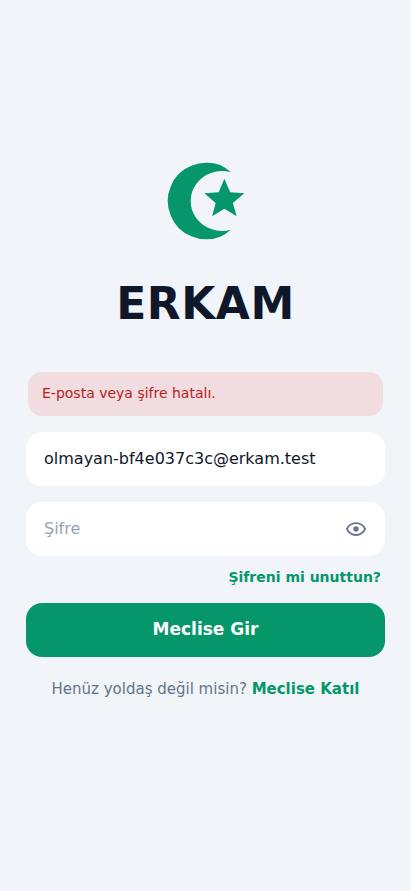 ERKAM
E-posta veya şifre hatalı.
olmayan-bf4e037c3c@erkam.test
Şifre
Şifreni mi unuttun?
Meclise Gir
Henüz yoldaş değil misin? Meclise Katıl